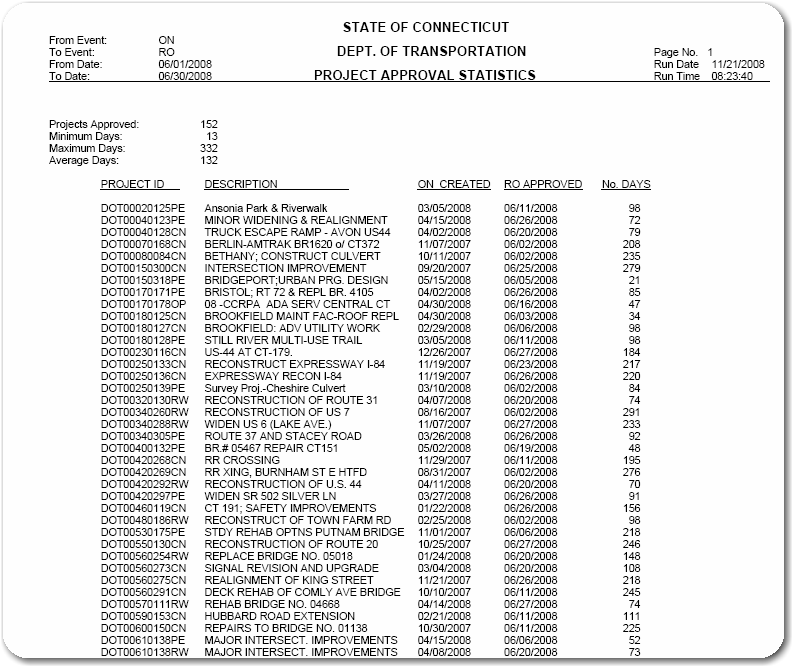 STATE OF CONNECTICUT
From Event: ON
To Event: RO DEPT. OF TRANSPORTATION Page No. 1
From Date: 06/01/2008 Run Date 11/21/2008
To Date: 06/30/2008 PROJECT APPROVAL STATISTICS Run Time 08:23:40
Projects Approved: 152
Minimum Days: 13
Maximum Days: 332
Average Days: 132
PROJECT ID DESCRIPTION ON CREATED RO APPROVED No. DAYS
DOT00020125PE Ansonia Park & Riverwalk 03/05/2008 06/11/2008 98
DOT00040123PE MINOR WIDENING & REALIGNMENT 04/15/2008 06/26/2008 72
DOT00040128CN TRUCK ESCAPE RAMP - AVON US44 04/02/2008 06/20/2008 79
DOT00070168CN BERLIN-AMTRAK BR1620 o/ CT372 11/07/2007 06/02/2008 208
DOT00080084CN BETHANY; CONSTRUCT CULVERT 10/11/2007 06/02/2008 235
DOT00150300CN INTERSECTION IMPROVEMENT 09/20/2007 06/25/2008 279
DOT00150318PE BRIDGEPORT;URBAN PRG. DESIGN 05/15/2008 06/05/2008 21
DOT00170171PE BRISTOL; RT 72 & REPL BR. 4105 04/02/2008 06/26/2008 85
DOT00170178OP 08 -CCRPA ADA SERV CENTRAL CT 04/30/2008 06/16/2008 47
DOT00180125CN BROOKFIELD MAINT FAC-ROOF REPL 04/30/2008 06/03/2008 34
DOT00180127CN BROOKFIELD: ADV UTILITY WORK 02/29/2008 06/06/2008 98
DOT00180128PE STILL RIVER MULTI-USE TRAIL 03/05/2008 06/11/2008 98
DOT00230116CN US-44 AT CT-179. 12/26/2007 06/27/2008 184
DOT00250133CN RECONSTRUCT EXPRESSWAY I-84 11/19/2007 06/23/2008 217
DOT00250136CN EXPRESSWAY RECON I-84 11/19/2007 06/26/2008 220
DOT00250139PE Survey Proj.-Cheshire Culvert 03/10/2008 06/02/2008 84
DOT00320130RW RECONSTRUCTION OF ROUTE 31 04/07/2008 06/20/2008 74
DOT00340260RW RECONSTRUCTION OF US 7 08/16/2007 06/02/2008 291
DOT00340288RW WIDEN US 6 (LAKE AVE.) 11/07/2007 06/27/2008 233
DOT00340305PE ROUTE 37 AND STACEY ROAD 03/26/2008 06/26/2008 92
DOT00400132PE BR.# 05467 REPAIR CT151 05/02/2008 06/19/2008 48
DOT00420268CN RR CROSSING 11/29/2007 06/11/2008 195
DOT00420269CN RR XING, BURNHAM ST E HTFD 08/31/2007 06/02/2008 276
DOT00420292RW RECONSTRUCTION OF U.S. 44 04/11/2008 06/20/2008 70
DOT00420297PE WIDEN SR 502 SILVER LN 03/27/2008 06/26/2008 91
DOT00460119CN CT 191; SAFETY IMPROVEMENTS 01/22/2008 06/26/2008 156
DOT00480186RW RECONSTRUCT OF TOWN FARM RD 02/25/2008 06/02/2008 98
DOT00530175PE STDY REHAB OPTNS PUTNAM BRIDGE 11/01/2007 06/06/2008 218
DOT00550130CN RECONSTRUCTION OF ROUTE 20 10/25/2007 06/27/2008 246
DOT00560254RW REPLACE BRIDGE NO. 05018 01/24/2008 06/20/2008 148
DOT00560273CN SIGNAL REVISION AND UPGRADE 03/04/2008 06/20/2008 108
DOT00560275CN REALIGNMENT OF KING STREET 11/21/2007 06/26/2008 218
DOT00560291CN DECK REHAB OF COMLY AVE BRIDGE 10/10/2007 06/11/2008 245
DOT00570111RW REHAB BRIDGE NO. 04668 04/14/2008 06/27/2008 74
DOT00590153CN HUBBARD ROAD EXTENSION 02/21/2008 06/11/2008 111
DOT00600150CN REPAIRS TO BRIDGE NO. 01138 10/30/2007 06/11/2008 225
DOT00610138PE MAJOR INTERSECT. IMPROVEMENTS 04/15/2008 06/06/2008 52
DOT00610138RW MAJOR INTERSECT. IMPROVEMENTS 04/08/2008 06/20/2008 73